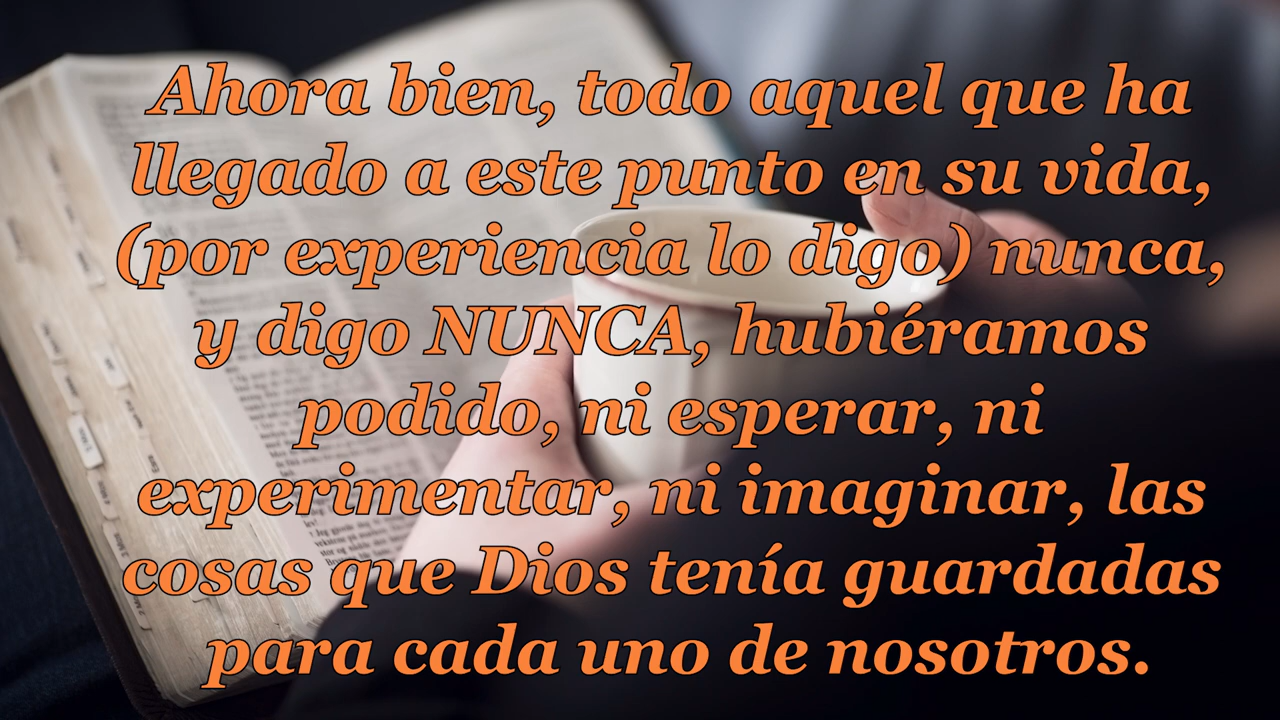 Ahora bien, todo aquel que ha
llegado a este punto en su vida,
(por experiencia lo digo) nunca,
y digo NUNCA, hubiéramos
podido, ni esperar, ni
experimentar, ni imaginar, las
cosas que Dios tenía guardadas
para cada uno de nosotros.